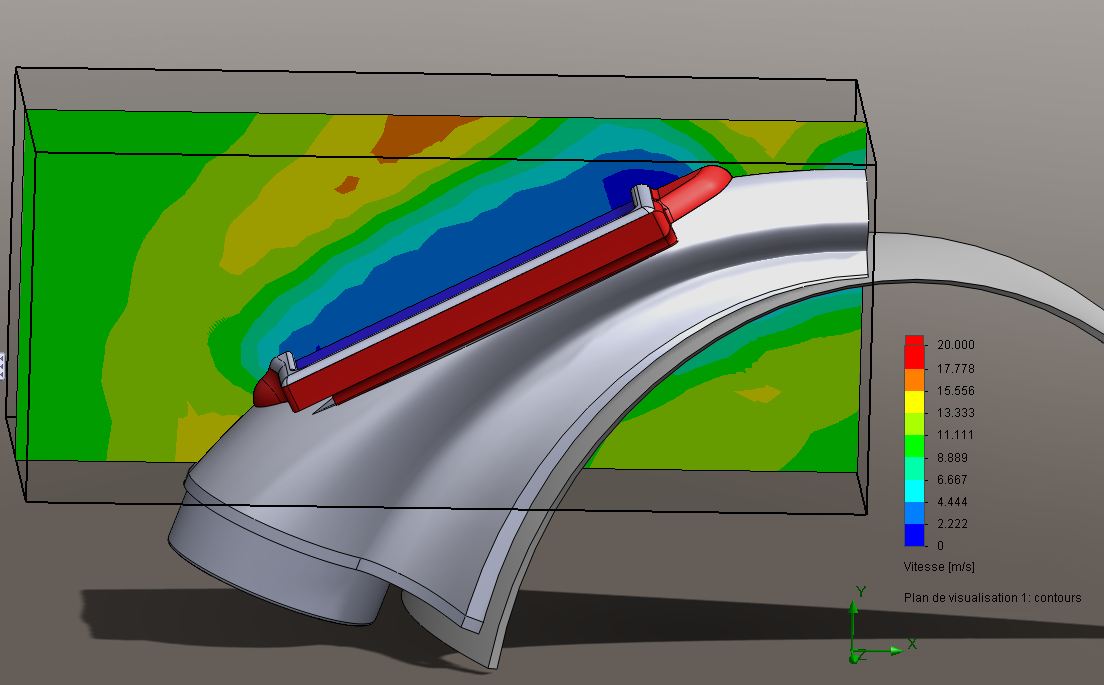 20.000
17.778
15.556
13.333
11.111
8.889
6.667
4.444
2.222
0
Vitesse [m/s]
Plan de visualisation 1: contours
Y
X
Z